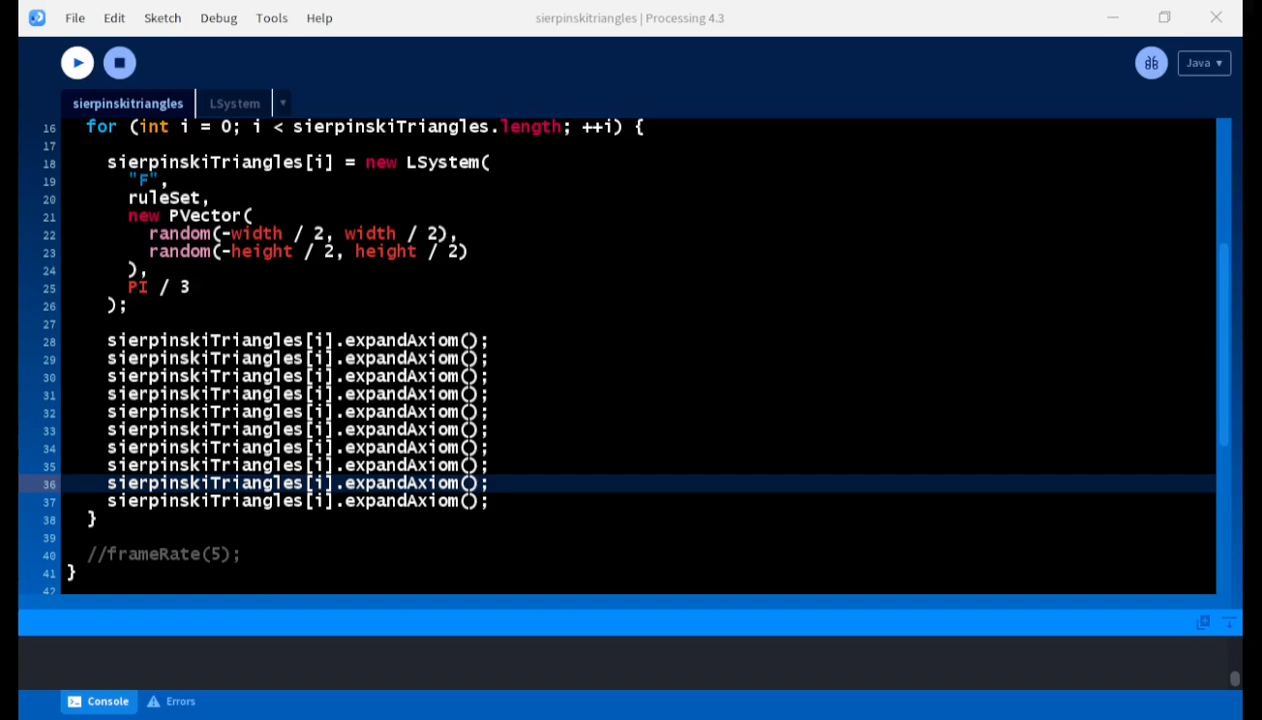 File Edit Sketch Debug Tools Help sierpinskitriangles | Processing 4.3
Java ▾
sierpinskitriangles LSystem ▾
16 for (int i = 0; i < sierpinskiTriangles.length; ++i) {
17
18 sierpinskiTriangles[i] = new LSystem(
19 "F",
20 ruleSet,
21 new PVector(
22 random(-width / 2, width / 2),
23 random(-height / 2, height / 2)
24 ),
25 PI / 3
26 );
27
28 sierpinskiTriangles[i].expandAxiom();
29 sierpinskiTriangles[i].expandAxiom();
30 sierpinskiTriangles[i].expandAxiom();
31 sierpinskiTriangles[i].expandAxiom();
32 sierpinskiTriangles[i].expandAxiom();
33 sierpinskiTriangles[i].expandAxiom();
34 sierpinskiTriangles[i].expandAxiom();
35 sierpinskiTriangles[i].expandAxiom();
36 sierpinskiTriangles[i].expandAxiom();
37 sierpinskiTriangles[i].expandAxiom();
38 }
39
40 //frameRate(5);
41 }
42
Console Errors